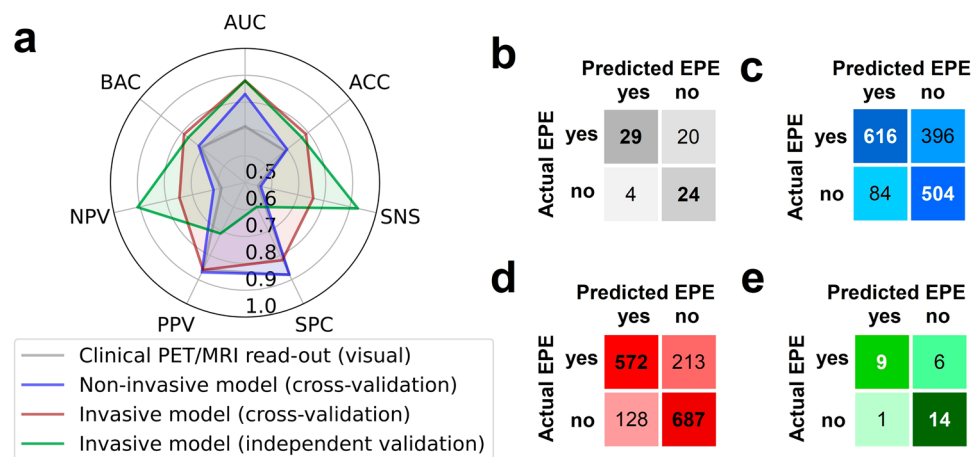 a
AUC
BAC
ACC
NPV
SNS
PPV
SPC
0.5
0.6
0.7
0.8
0.9
1.0
Clinical PET/MRI read-out (visual)
Non-invasive model (cross-validation)
Invasive model (cross-validation)
Invasive model (independent validation)
b
Predicted EPE
yes no
Actual EPE
yes 29 20
no 4 24
c
Predicted EPE
yes no
Actual EPE
yes 616 396
no 84 504
d
Predicted EPE
yes no
Actual EPE
yes 572 213
no 128 687
e
Predicted EPE
yes no
Actual EPE
yes 9 6
no 1 14